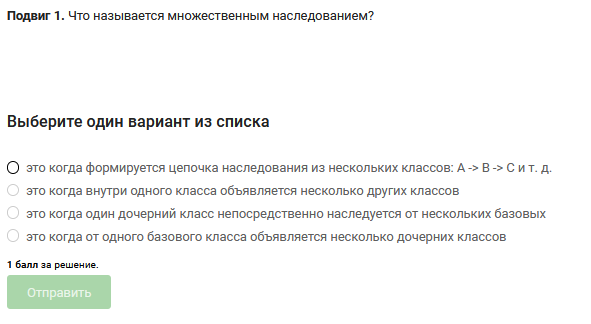 Подвиг 1. Что называется множественным наследованием?
Выберите один вариант из списка
это когда формируется цепочка наследования из нескольких классов: A -> B -> C и т. д.
это когда внутри одного класса объявляется несколько других классов
это когда один дочерний класс непосредственно наследуется от нескольких базовых
это когда от одного базового класса объявляется несколько дочерних классов
1 балл за решение.
Отправить